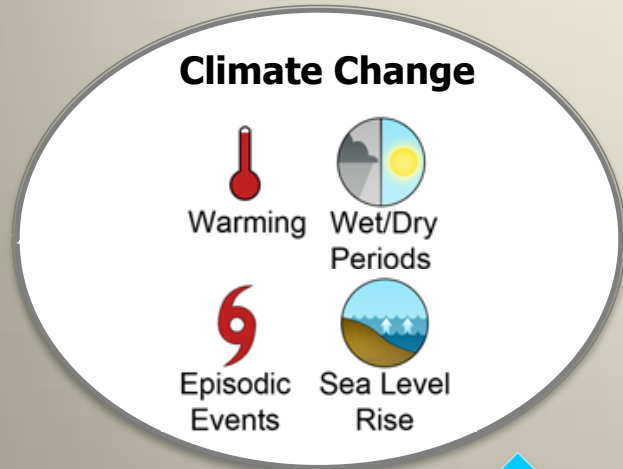 Climate Change
Warming
Wet/Dry
Periods
Episodic
Events
Sea Level
Rise